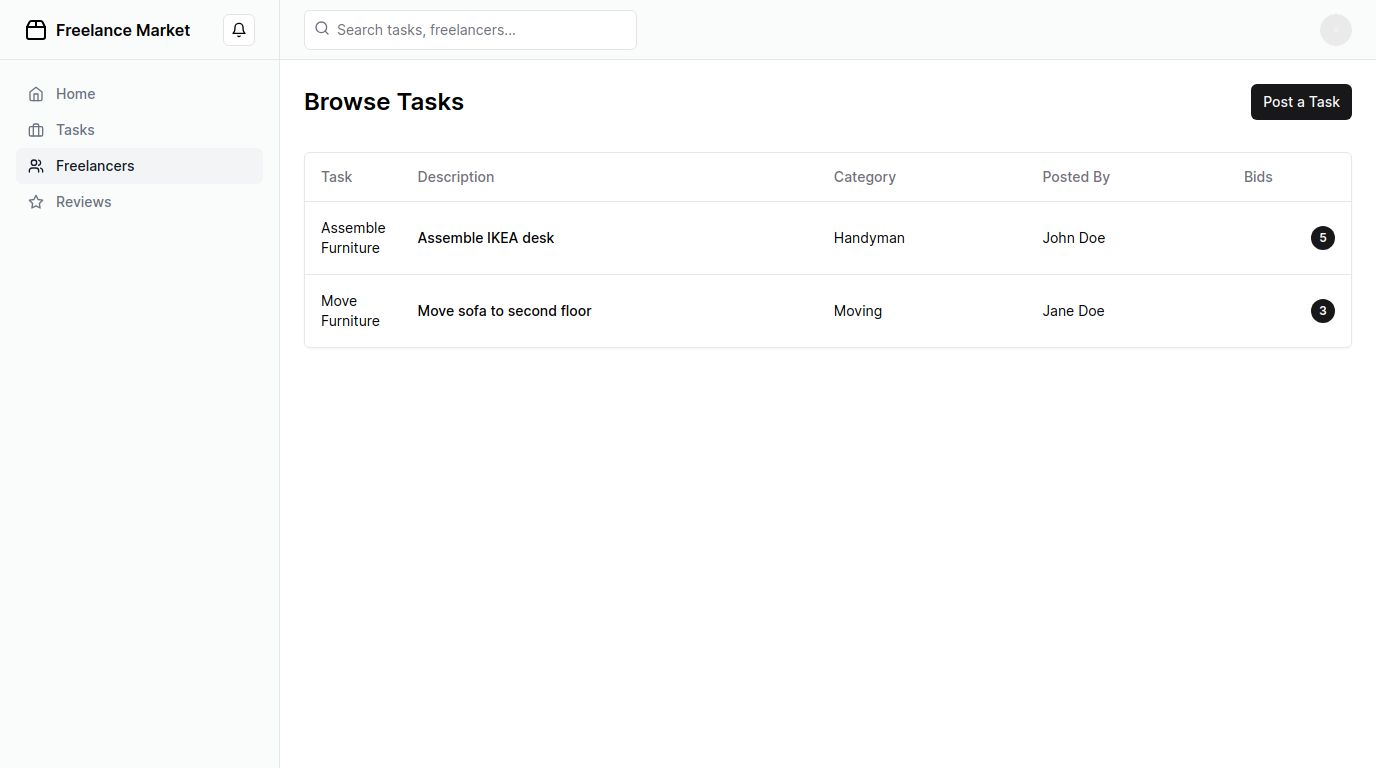 Freelance Market
Search tasks, freelancers...
Home
Tasks
Freelancers
Reviews
Browse Tasks
Post a Task
Task Description Category Posted By Bids
Assemble
Furniture
Assemble IKEA desk Handyman John Doe 5
Move
Furniture
Move sofa to second floor Moving Jane Doe 3